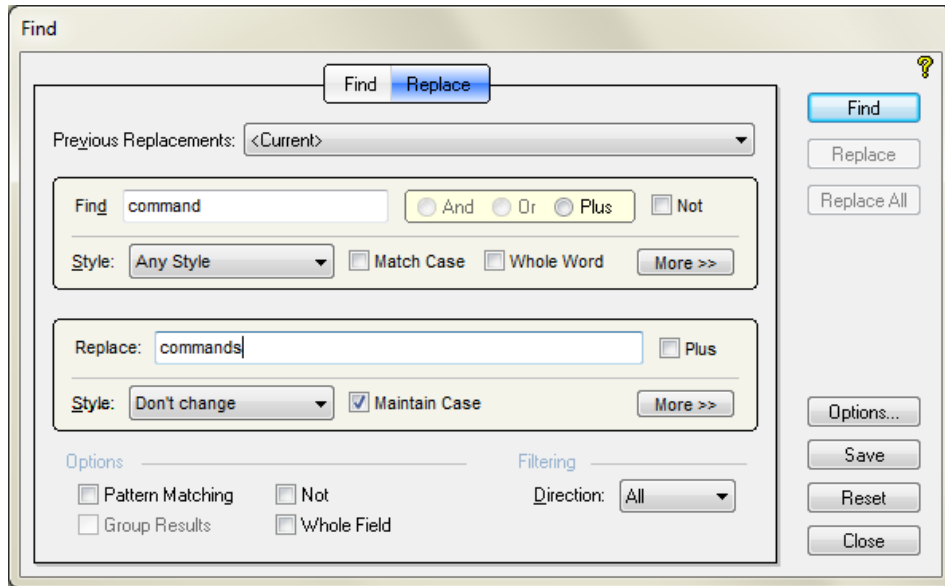 Find
?
Find Replace
Find
Previous Replacements: <Current>
Replace
Find command And Or Plus Not
Replace All
Style: Any Style Match Case Whole Word More >>
Replace: commands Plus
Style: Don't change Maintain Case More >>
Options...
Options Filtering
Save
Pattern Matching Not Direction: All
Reset
Group Results Whole Field
Close